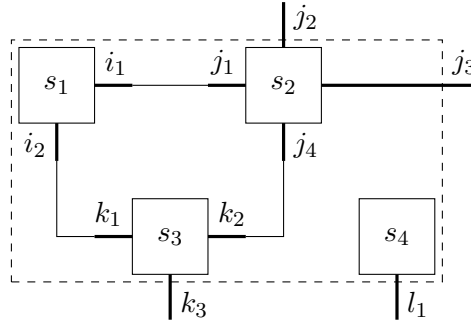 j₂
s₁ i₁ j₁ s₂ j₃
i₂ j₄
k₁ s₃ k₂ s₄
k₃ l₁